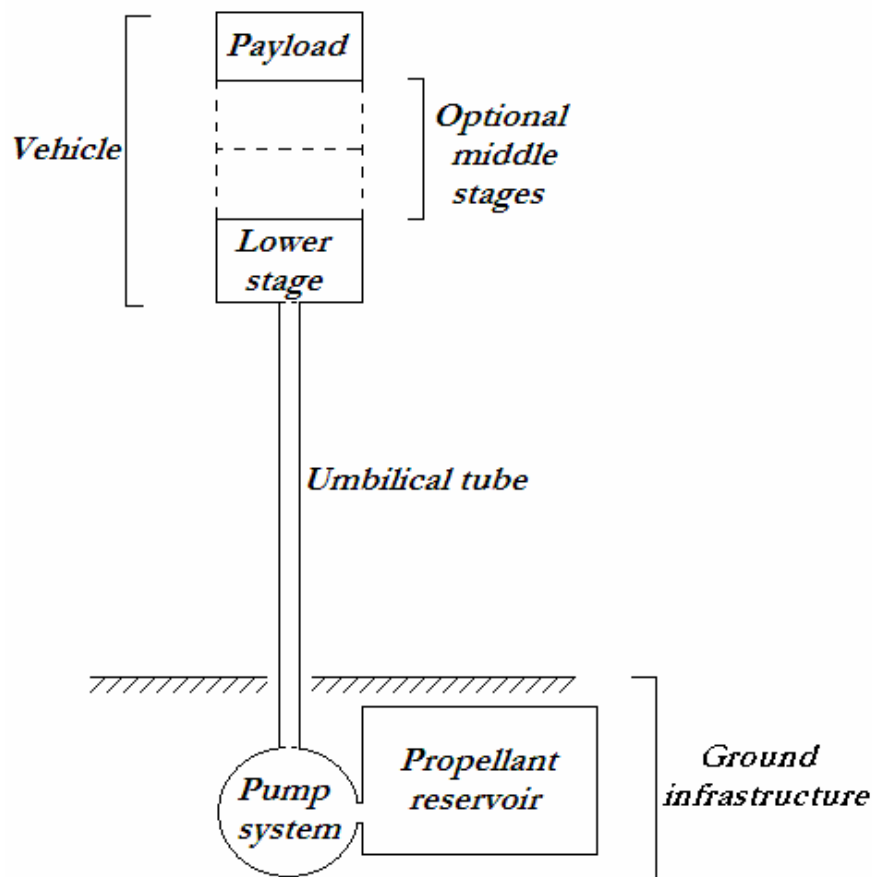 Payload
Vehicle
Optional
middle
stages
Lower
stage
Umbilical tube
Pump
system
Propellant
reservoir
Ground
infrastructure